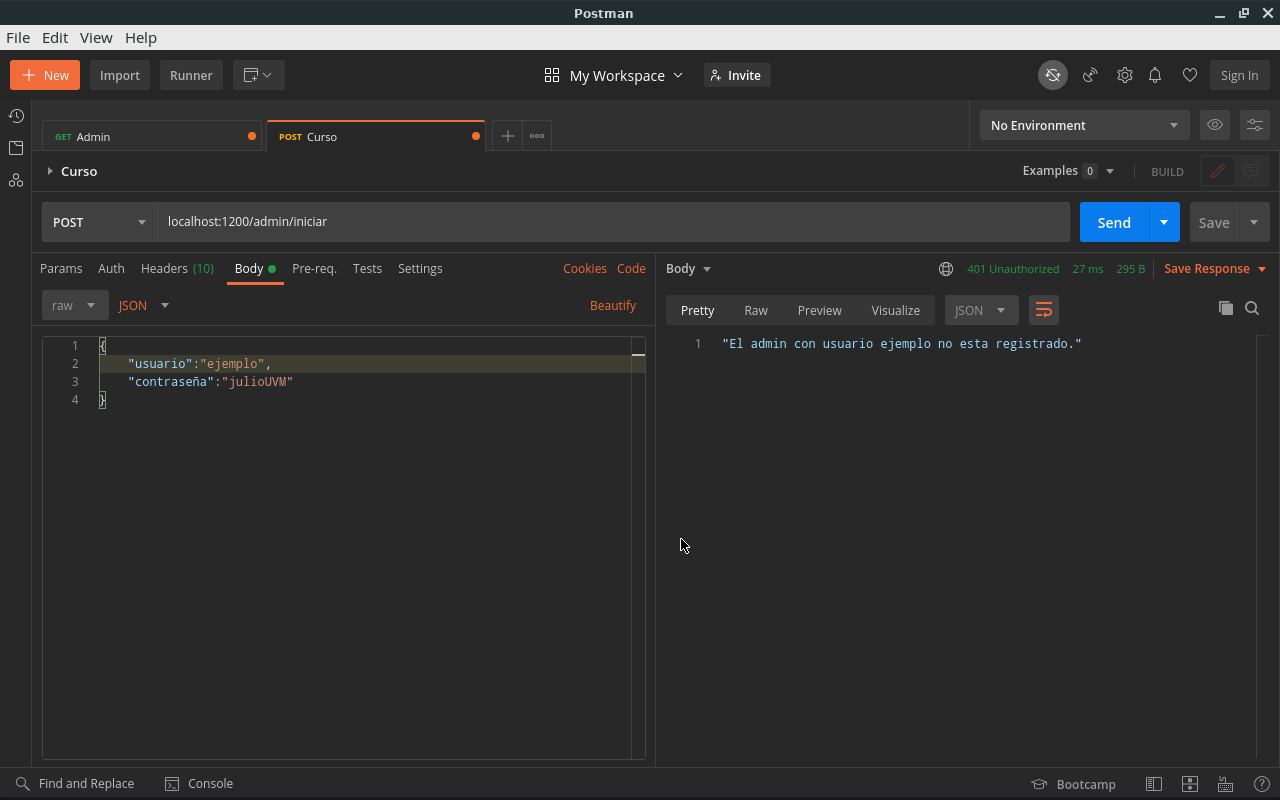 Postman
File Edit View Help
New Import Runner My Workspace Invite Sign In
GET Admin POST Curso No Environment
Curso Examples 0 BUILD
POST localhost:1200/admin/iniciar Send Save
Params Auth Headers (10) Body Pre-req. Tests Settings Cookies Code
Body 401 Unauthorized 27 ms 295 B Save Response
raw JSON Beautify
Pretty Raw Preview Visualize JSON
1 {
2 "usuario":"ejemplo",
3 "contraseña":"julioUVM"
4 }
1 "El admin con usuario ejemplo no esta registrado."
Find and Replace Console Bootcamp